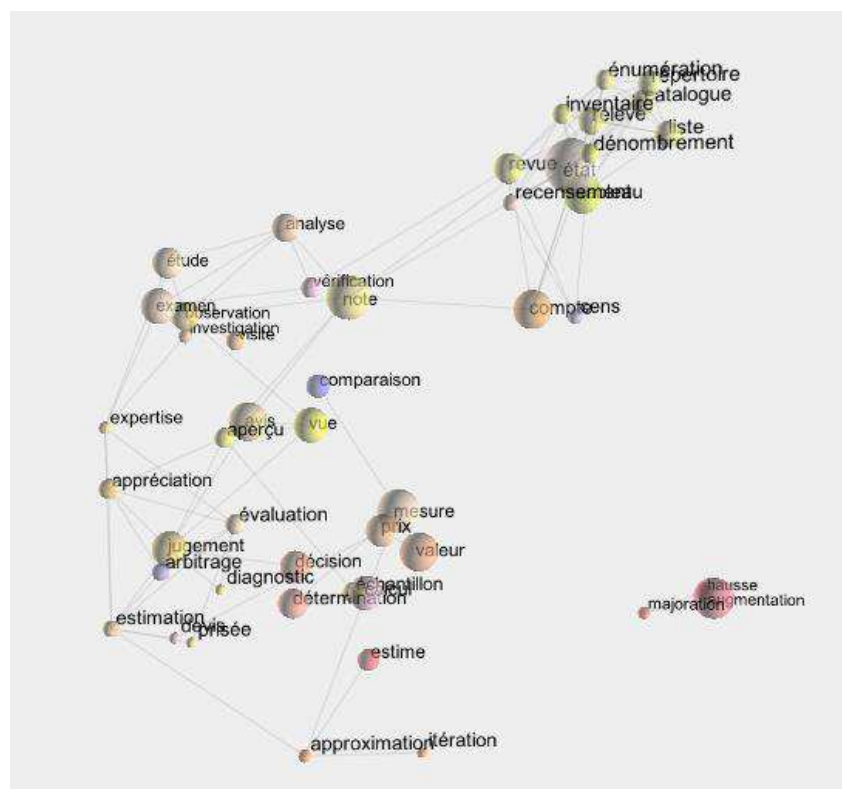 énumération
répertoire
catalogue
inventaire
relevé
liste
dénombrement
revue
état
recensement
analyse
étude
vérification
note
examen
observation
investigation
visite
compte
cens
comparaison
expertise
avis
aperçu
vue
appréciation
évaluation
mesure
prix
valeur
jugement
arbitrage
décision
diagnostic
échantillon
détermination
hausse
augmentation
majoration
estimation
devis
prisée
estime
approximation
itération